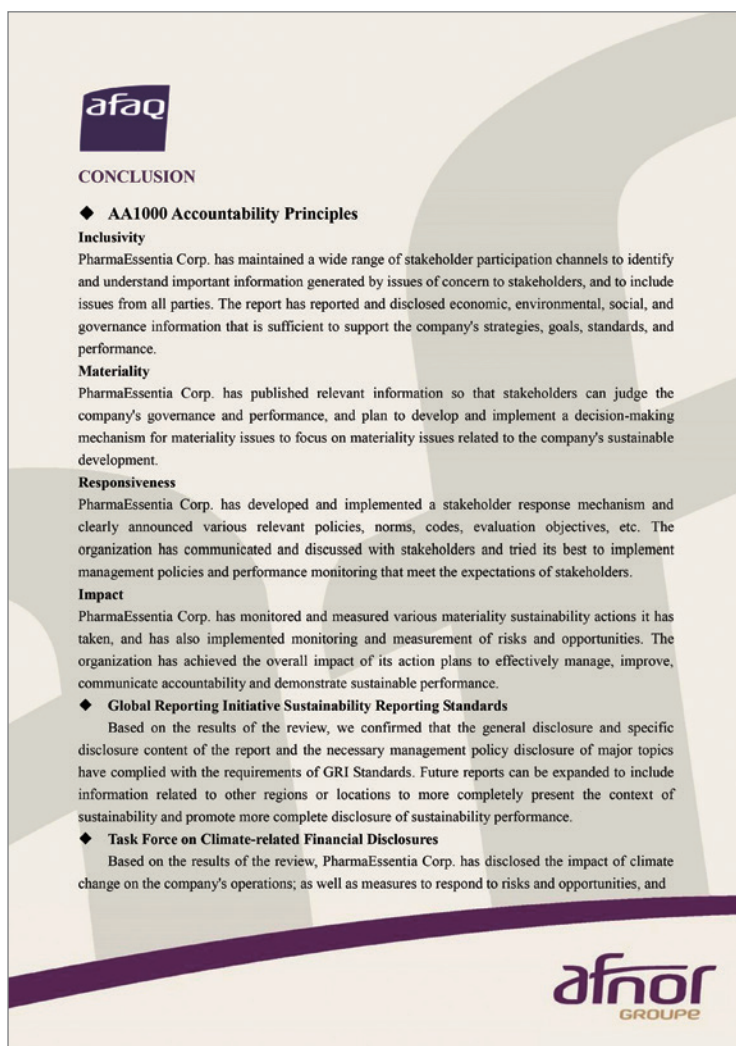 afaq
CONCLUSION
◆ AA1000 Accountability Principles
Inclusivity
PharmaEssentia Corp. has maintained a wide range of stakeholder participation channels to identify
and understand important information generated by issues of concern to stakeholders, and to include
issues from all parties. The report has reported and disclosed economic, environmental, social, and
governance information that is sufficient to support the company's strategies, goals, standards, and
performance.
Materiality
PharmaEssentia Corp. has published relevant information so that stakeholders can judge the
company's governance and performance, and plan to develop and implement a decision-making
mechanism for materiality issues to focus on materiality issues related to the company's sustainable
development.
Responsiveness
PharmaEssentia Corp. has developed and implemented a stakeholder response mechanism and
clearly announced various relevant policies, norms, codes, evaluation objectives, etc. The
organization has communicated and discussed with stakeholders and tried its best to implement
management policies and performance monitoring that meet the expectations of stakeholders.
Impact
PharmaEssentia Corp. has monitored and measured various materiality sustainability actions it has
taken, and has also implemented monitoring and measurement of risks and opportunities. The
organization has achieved the overall impact of its action plans to effectively manage, improve,
communicate accountability and demonstrate sustainable performance.
◆ Global Reporting Initiative Sustainability Reporting Standards
Based on the results of the review, we confirmed that the general disclosure and specific
disclosure content of the report and the necessary management policy disclosure of major topics
have complied with the requirements of GRI Standards. Future reports can be expanded to include
information related to other regions or locations to more completely present the context of
sustainability and promote more complete disclosure of sustainability performance.
◆ Task Force on Climate-related Financial Disclosures
Based on the results of the review, PharmaEssentia Corp. has disclosed the impact of climate
change on the company's operations; as well as measures to respond to risks and opportunities, and
afnor
GROUPE